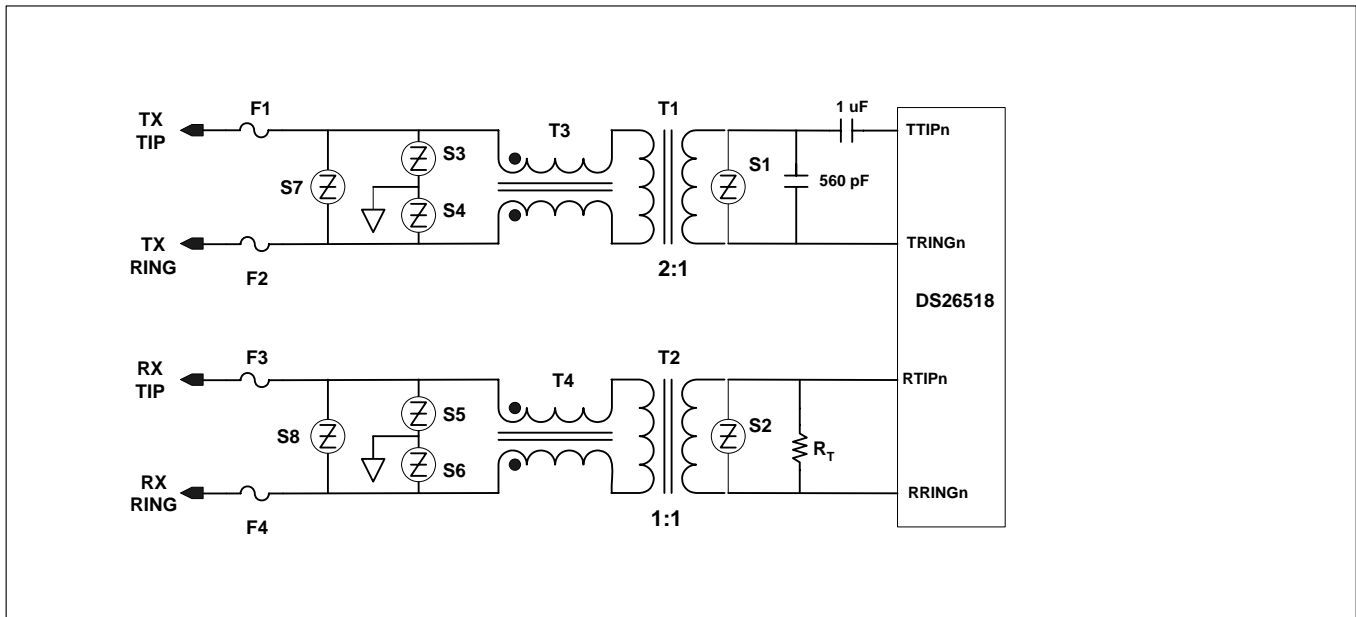 F1
T3
T1
1 uF
TX
TIP
TTIPn
S3
S7
S4
S1
560 pF
TX
RING
F2
2:1
TRINGn
DS26518
RX
TIP
F3
T4
T2
RTIPn
S5
S8
S6
S2
RT
RX
RING
F4
1:1
RRINGn